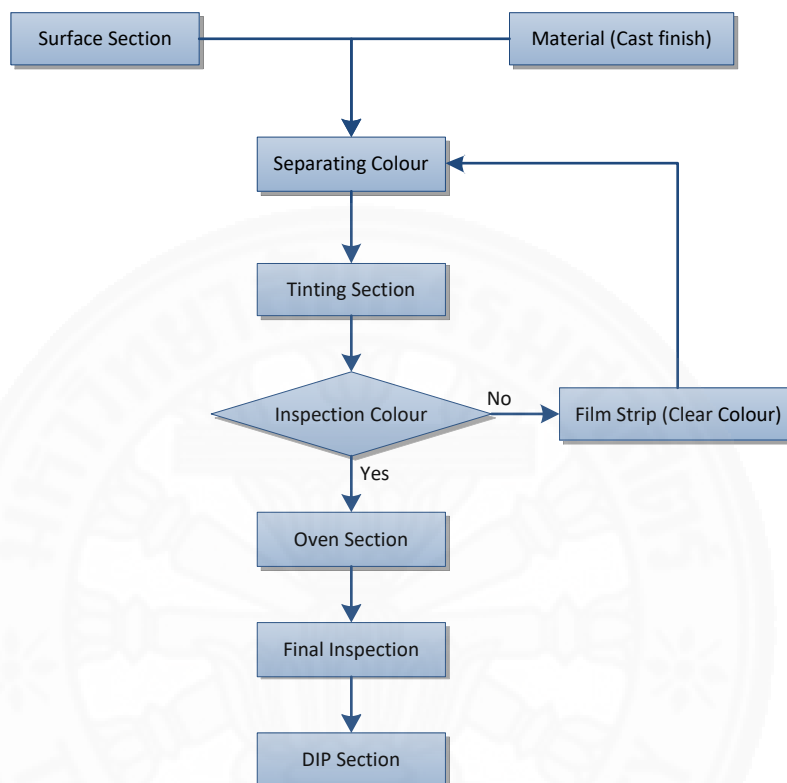 Surface Section
Material (Cast finish)
Separating Colour
Tinting Section
Inspection Colour
No
Film Strip (Clear Colour)
Yes
Oven Section
Final Inspection
DIP Section